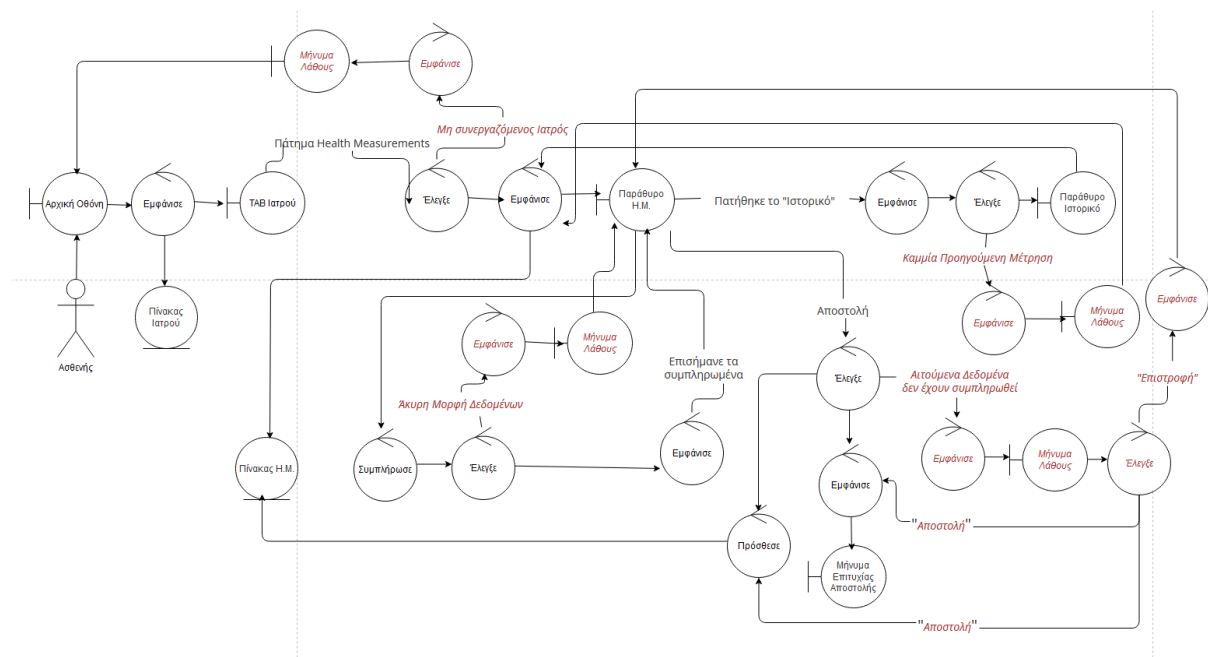 Μήνυμα
Λάθους
Εμφάνισε
Μη συνεργαζόμενος Ιατρός
Πάτημα Health Measurements
Αρχική Οθόνη
Εμφάνισε
TAB Ιατρού
Έλεγξε
Εμφάνισε
Παράθυρο
Η.Μ.
Πατήθηκε το "Ιστορικό"
Εμφάνισε
Έλεγξε
Παράθυρο
Ιστορικό
Καμμία Προηγούμενη Μέτρηση
Πίνακας
Ιατρού
Ασθενής
Εμφάνισε
Μήνυμα
Λάθους
Αποστολή
Εμφάνισε
Μήνυμα
Λάθους
Εμφάνισε
Επισήμανε τα
συμπληρωμένα
Έλεγξε
Αιτούμενα Δεδομένα
δεν έχουν συμπληρωθεί
"Επιστροφή"
Άκυρη Μορφή Δεδομένων
Πίνακας Η.Μ.
Συμπλήρωσε
Έλεγξε
Εμφάνισε
Εμφάνισε
Εμφάνισε
Μήνυμα
Λάθους
Έλεγξε
"Αποστολή"
Πρόσθεσε
Μήνυμα
Επιτυχίας
Αποστολής
"Αποστολή"